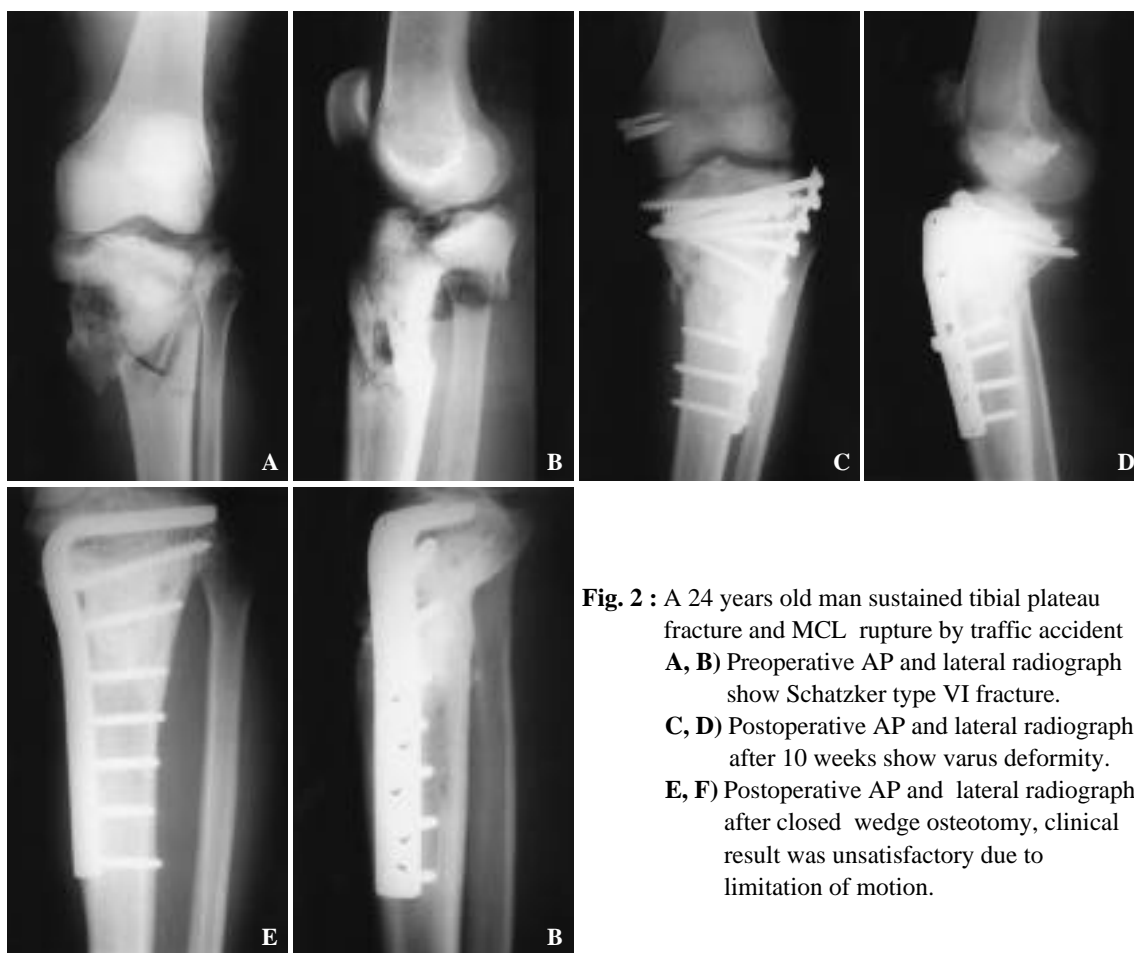 A
B
C
D
E
B
Fig. 2 : A 24 years old man sustained tibial plateau
fracture and MCL rupture by traffic accident
A, B) Preoperative AP and lateral radiograph
show Schatzker type VI fracture.
C, D) Postoperative AP and lateral radiograph
after 10 weeks show varus deformity.
E, F) Postoperative AP and lateral radiograph
after closed wedge osteotomy, clinical
result was unsatisfactory due to
limitation of motion.